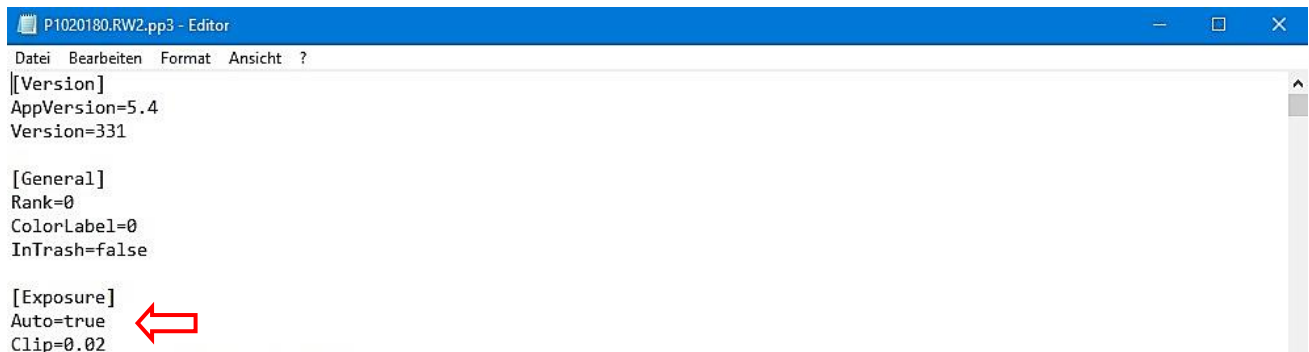 P1020180.RW2.pp3 - Editor
Datei Bearbeiten Format Ansicht ?
[Version]
AppVersion=5.4
Version=331
[General]
Rank=0
ColorLabel=0
InTrash=false
[Exposure]
Auto=true
Clip=0.02